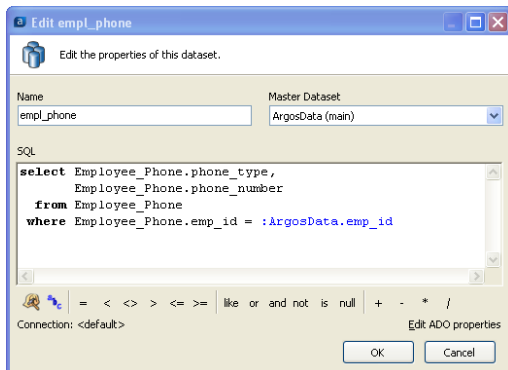 Edit empl_phone
Edit the properties of this dataset.
Name
Master Dataset
empl_phone
ArgosData (main)
SQL
select Employee_Phone.phone_type,
Employee_Phone.phone_number
from Employee_Phone
where Employee_Phone.emp_id = :ArgosData.emp_id
= < <> > <= >= like or and not is null + - * /
Connection: <default>
Edit ADO properties
OK
Cancel